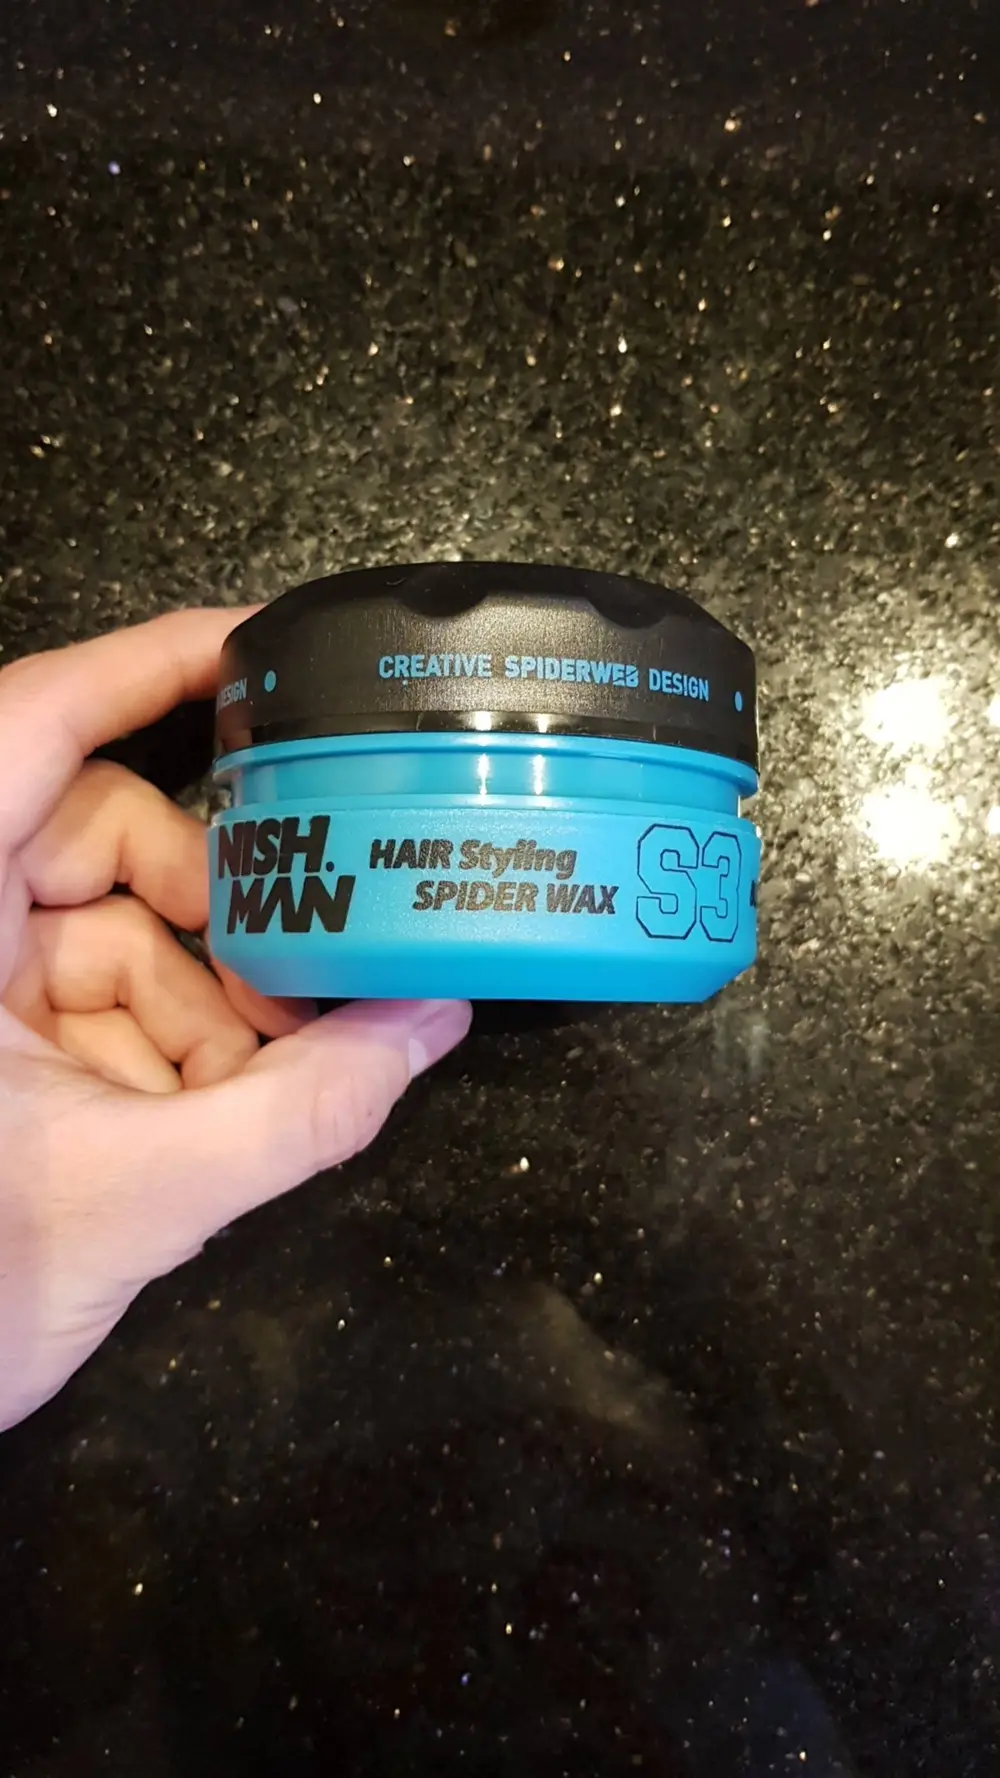 DESIGN
CREATIVE SPIDERWEB DESIGN
NISH.
MAN
HAIR Styling
SPIDER WAX
S3